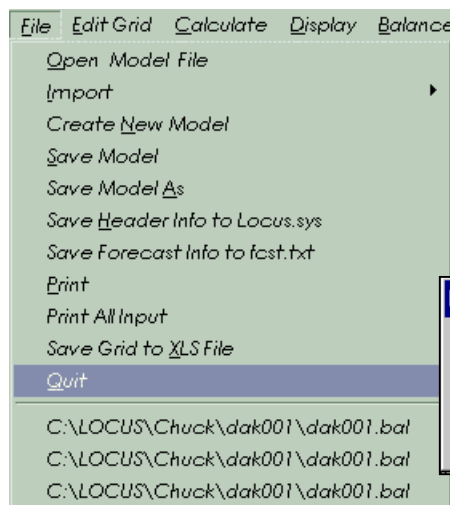 File Edit Grid Calculate Display Balance
Open Model File
Import
Create New Model
Save Model
Save Model As
Save Header Info to Locus.sys
Save Forecast Info to fcst.txt
Print
Print All Input
Save Grid to XLS File
Quit
C:\LOCUS\Chuck\dak001\dak001.bal
C:\LOCUS\Chuck\dak001\dak001.bal
C:\LOCUS\Chuck\dak001\dak001.bal